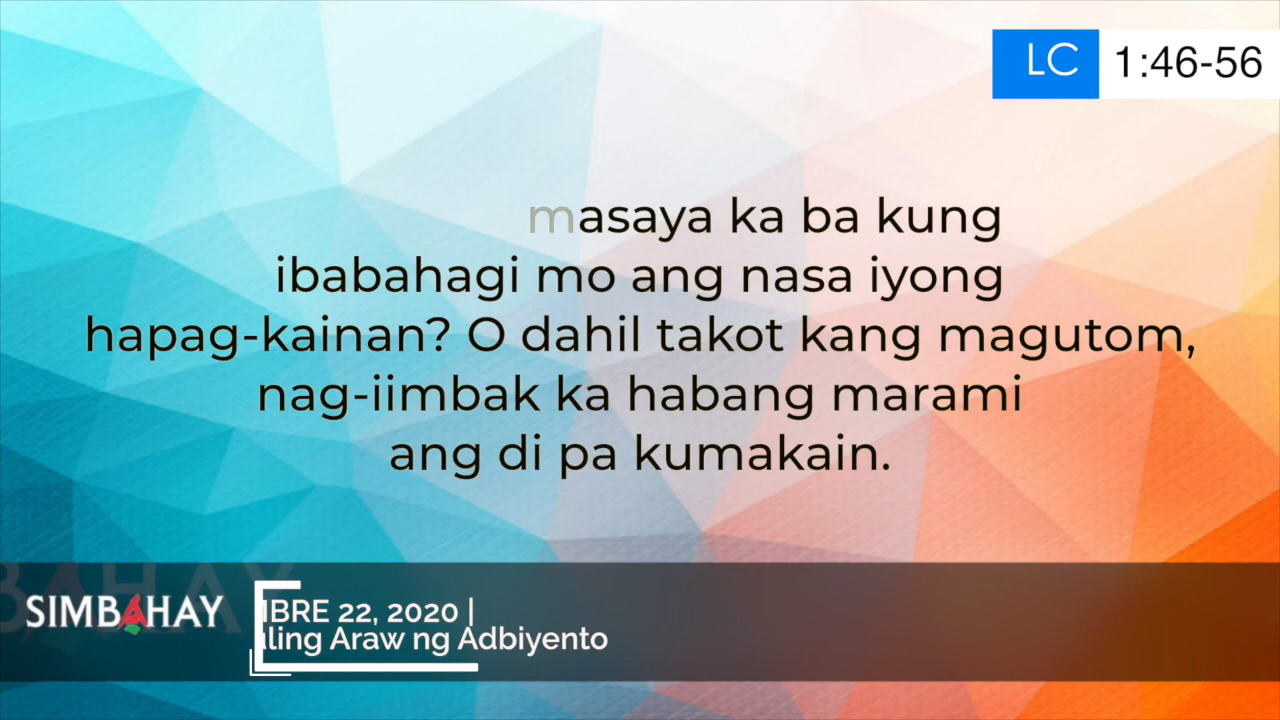 LC 1:46-56
masaya ka ba kung
ibabahagi mo ang nasa iyong
hapag-kainan? O dahil takot kang magutom,
nag-iimbak ka habang marami
ang di pa kumakain.
SIMBAHAY
MBRE 22, 2020 |
ling Araw ng Adbiyento